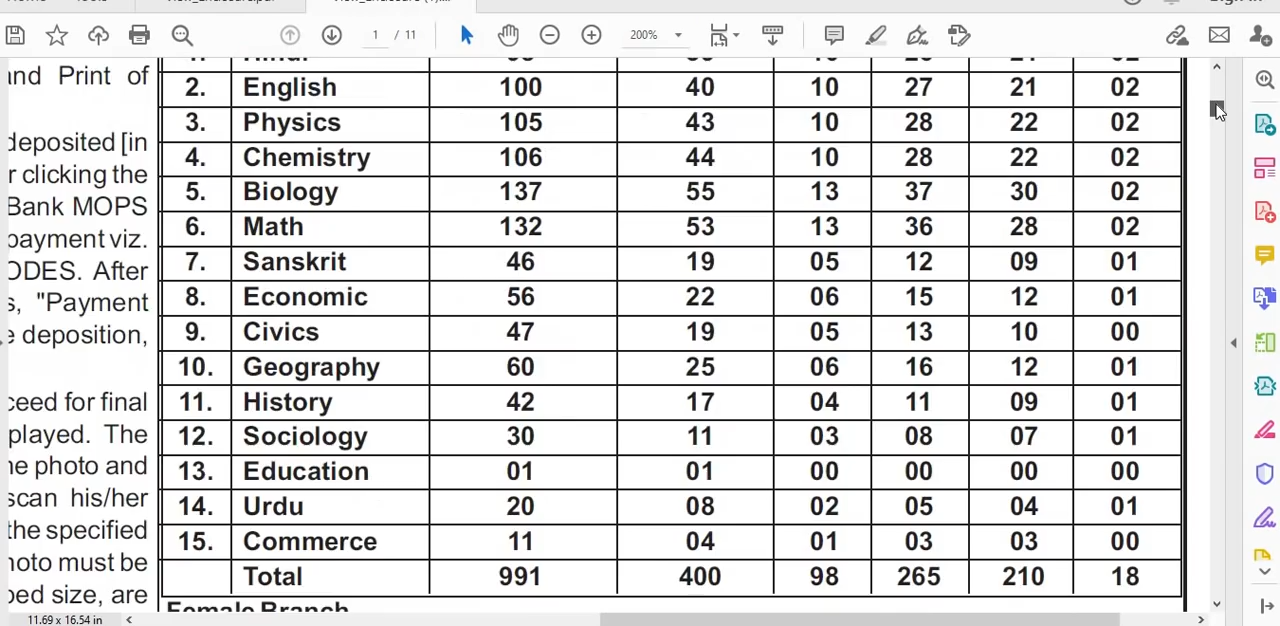 1 / 11
200%
and Print of
deposited [in
r clicking the
Bank MOPS
payment viz.
ODES. After
s, "Payment
e deposition,
ceed for final
played. The
he photo and
scan his/her
the specified
hoto must be
bed size, are
2. English 100 40 10 27 21 02
3. Physics 105 43 10 28 22 02
4. Chemistry 106 44 10 28 22 02
5. Biology 137 55 13 37 30 02
6. Math 132 53 13 36 28 02
7. Sanskrit 46 19 05 12 09 01
8. Economic 56 22 06 15 12 01
9. Civics 47 19 05 13 10 00
10. Geography 60 25 06 16 12 01
11. History 42 17 04 11 09 01
12. Sociology 30 11 03 08 07 01
13. Education 01 01 00 00 00 00
14. Urdu 20 08 02 05 04 01
15. Commerce 11 04 01 03 03 00
Total 991 400 98 265 210 18
Female Branch
11.69 x 16.54 in